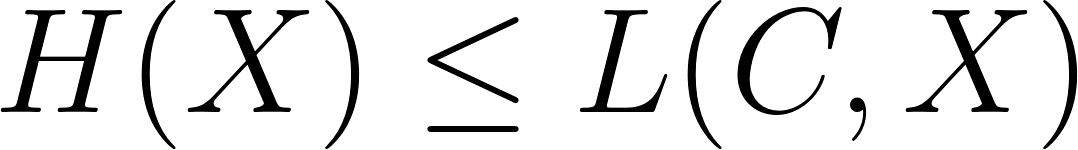 H(X) ≤ L(C, X)